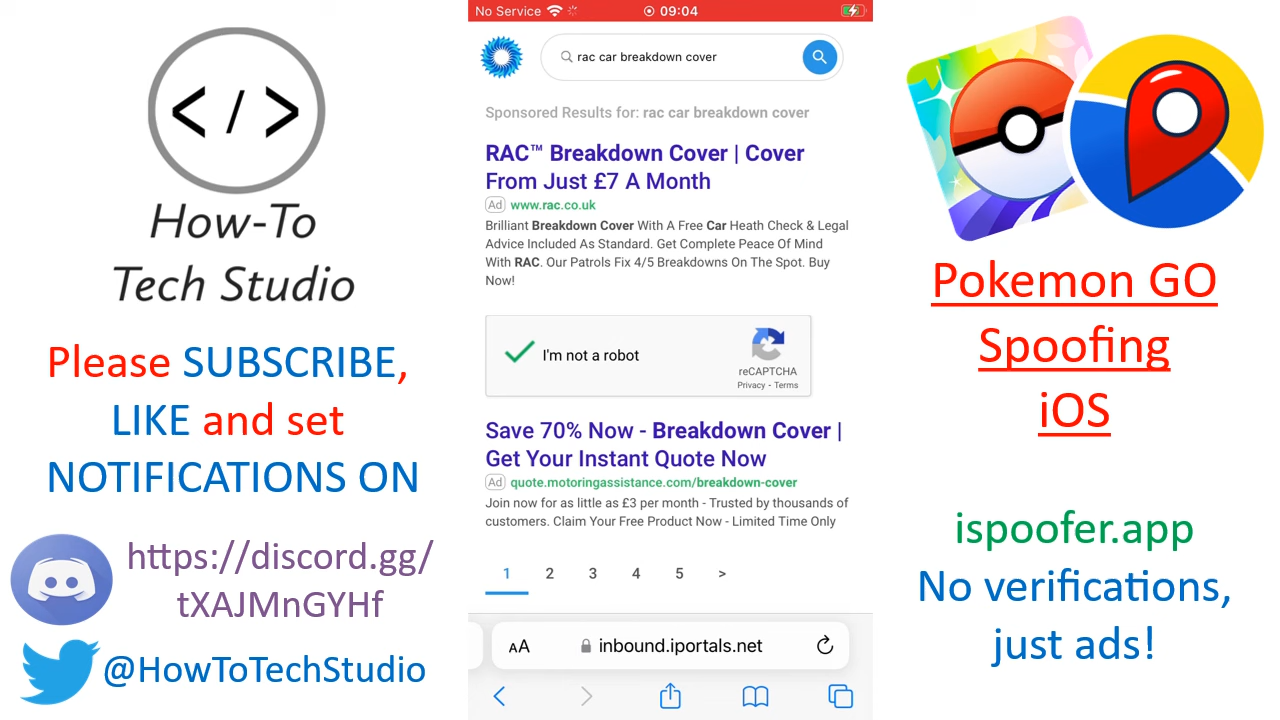 How-To
Tech Studio
Please SUBSCRIBE,
LIKE and set
NOTIFICATIONS ON
https://discord.gg/
tXAJMnGYHf
@HowToTechStudio
No Service 09:04
rac car breakdown cover
Sponsored Results for: rac car breakdown cover
RAC™ Breakdown Cover | Cover
From Just £7 A Month
Ad www.rac.co.uk
Brilliant Breakdown Cover With A Free Car Heath Check & Legal
Advice Included As Standard. Get Complete Peace Of Mind
With RAC. Our Patrols Fix 4/5 Breakdowns On The Spot. Buy
Now!
I'm not a robot
reCAPTCHA
Privacy - Terms
Save 70% Now - Breakdown Cover |
Get Your Instant Quote Now
Ad quote.motoringassistance.com/breakdown-cover
Join now for as little as £3 per month - Trusted by thousands of
customers. Claim Your Free Product Now - Limited Time Only
1 2 3 4 5 >
AA inbound.iportals.net
Pokemon GO
Spoofing
iOS
ispoofer.app
No verifications,
just ads!